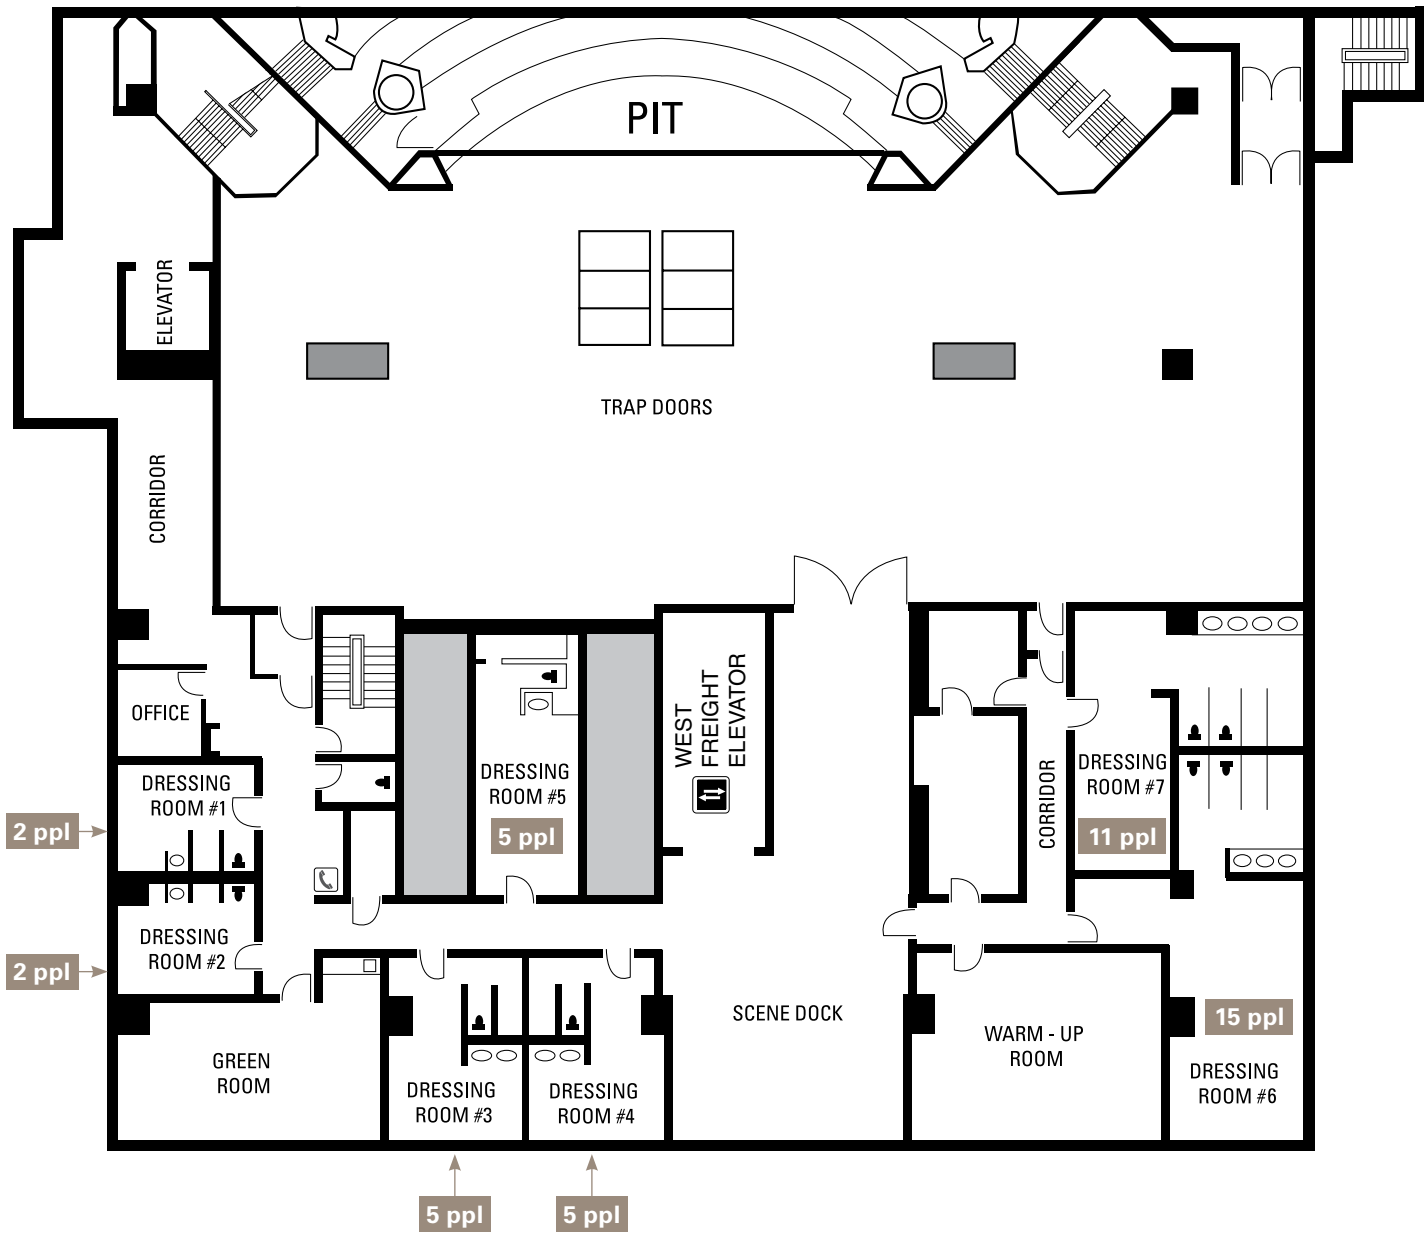 PIT
ELEVATOR
TRAP DOORS
CORRIDOR
OFFICE
WEST
FREIGHT
ELEVATOR
DRESSING
ROOM #1
2 ppl
DRESSING
ROOM #5
5 ppl
CORRIDOR
DRESSING
ROOM #7
11 ppl
DRESSING
ROOM #2
2 ppl
SCENE DOCK
WARM - UP
ROOM
15 ppl
DRESSING
ROOM #6
GREEN
ROOM
DRESSING
ROOM #3
DRESSING
ROOM #4
5 ppl
5 ppl